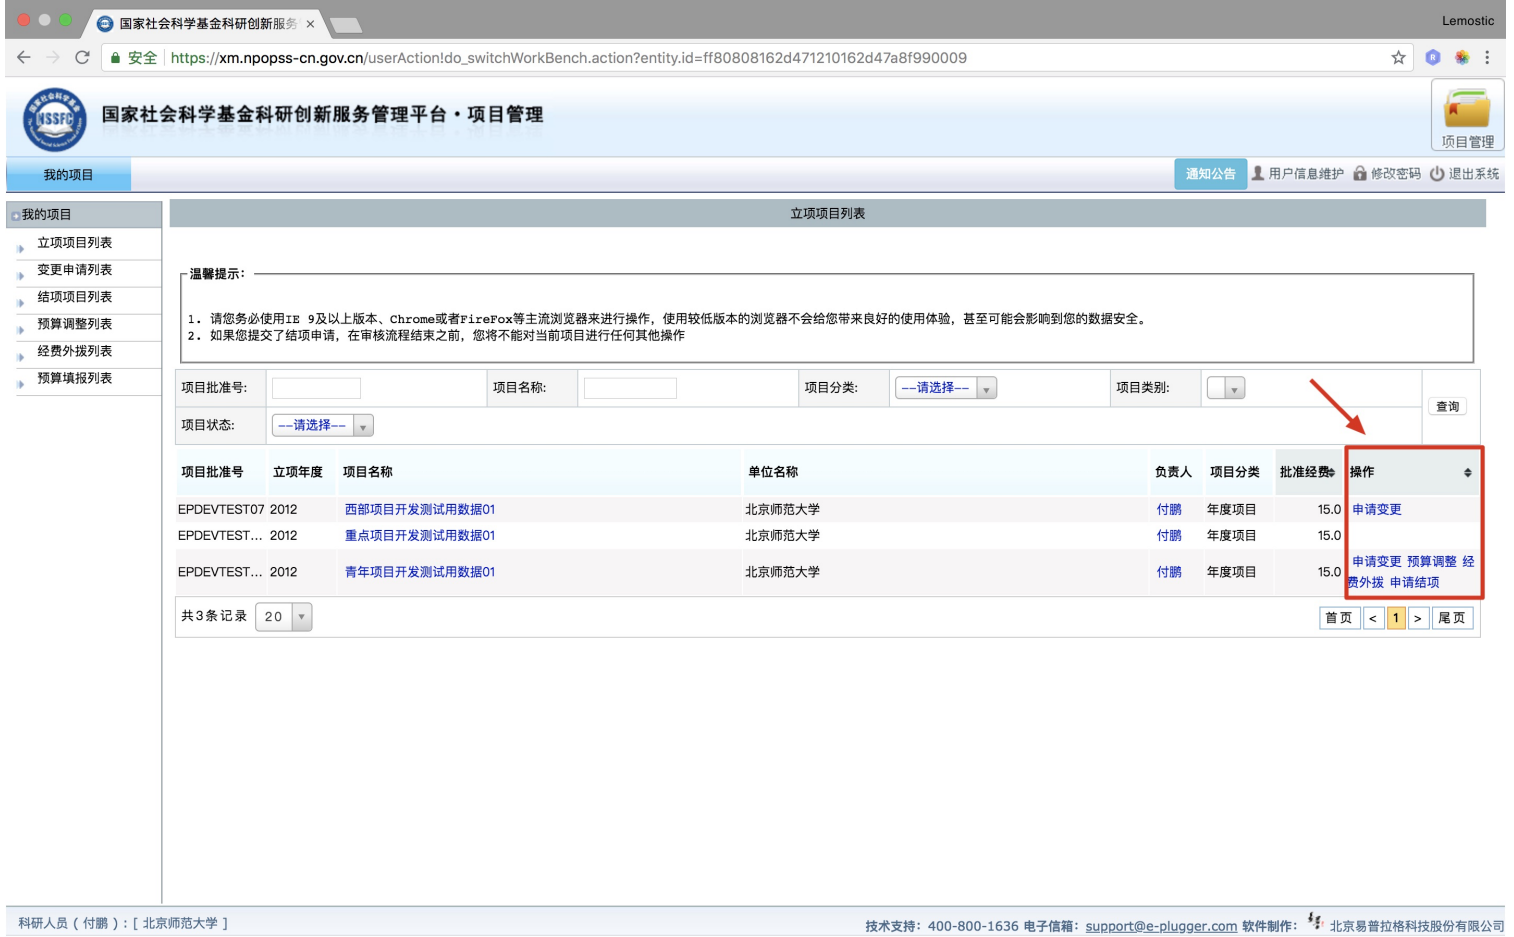 国家社会科学基金科研创新服务
Lemostic
安全 https://xm.npopss-cn.gov.cn/userAction!do_switchWorkBench.action?entity.id=ff80808162d471210162d47a8f990009
NSSFC
国家社会科学基金科研创新服务管理平台·项目管理
项目管理
我的项目
通知公告 用户信息维护 修改密码 退出系统
我的项目
立项项目列表
变更申请列表
结项项目列表
预算调整列表
经费外拨列表
预算填报列表
立项项目列表
温馨提示：
1. 请您务必使用IE 9及以上版本、Chrome或者FireFox等主流浏览器来进行操作，使用较低版本的浏览器不会给您带来良好的使用体验，甚至可能会影响到您的数据安全。
2. 如果您提交了结项申请，在审核流程结束之前，您将不能对当前项目进行任何其他操作
项目批准号: 项目名称: 项目分类: --请选择-- 项目类别:
查询
项目状态: --请选择--
项目批准号 立项年度 项目名称 单位名称 负责人 项目分类 批准经费 操作
EPDEVTEST07 2012 西部项目开发测试用数据01 北京师范大学 付鹏 年度项目 15.0 申请变更
EPDEVTEST... 2012 重点项目开发测试用数据01 北京师范大学 付鹏 年度项目 15.0
EPDEVTEST... 2012 青年项目开发测试用数据01 北京师范大学 付鹏 年度项目 15.0 申请变更 预算调整 经
费外拨 申请结项
共3条记录 20 首页 < 1 > 尾页
科研人员 ( 付鹏 ) : [ 北京师范大学 ]
技术支持：400-800-1636 电子信箱：support@e-plugger.com 软件制作： 北京易普拉格科技股份有限公司